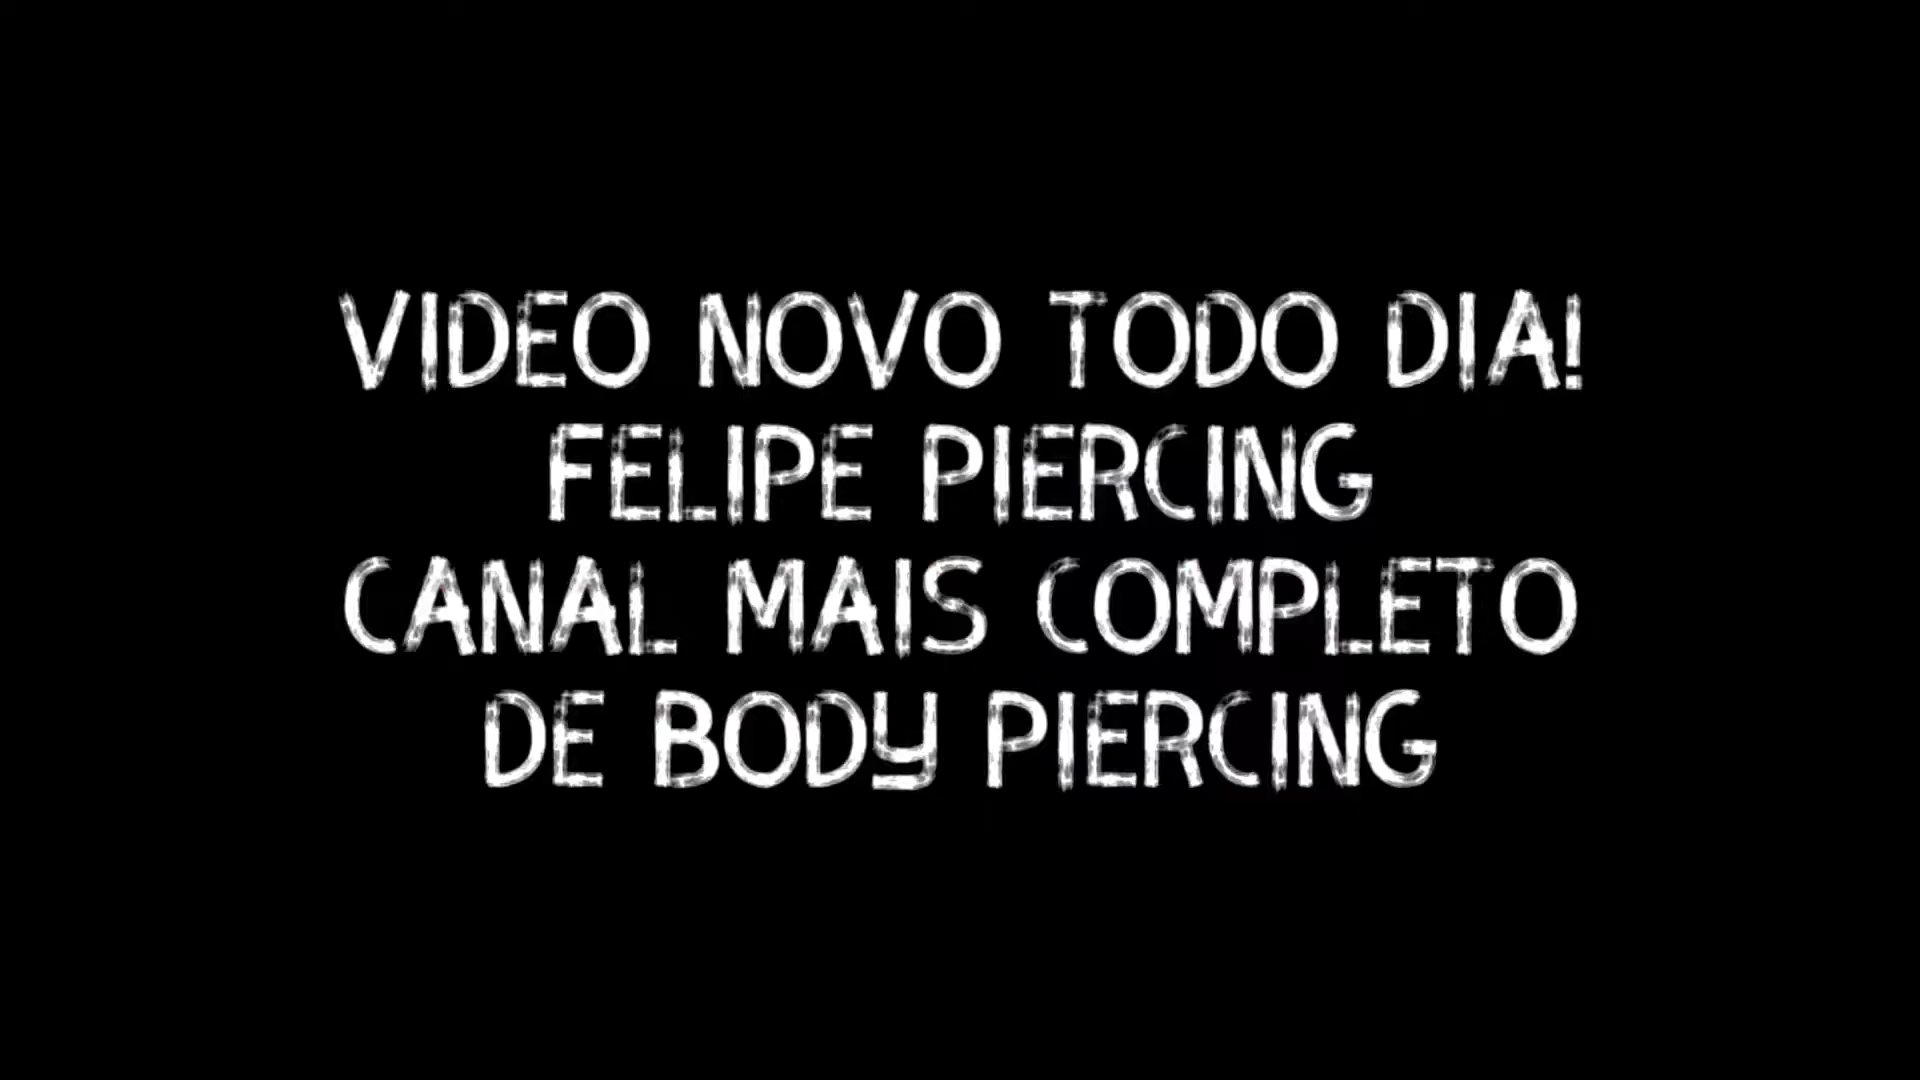 VIDEO NOVO TODO DIA!
FELIPE PIERCING
CANAL MAIS COMPLETO
DE BODY PIERCING